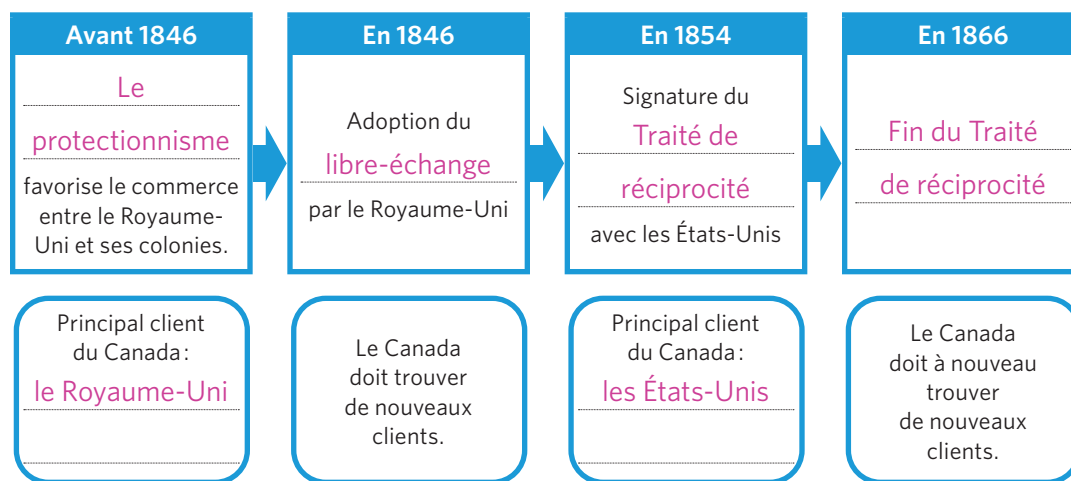 Avant 1846
Le
protectionnisme
favorise le commerce
entre le Royaume-
Uni et ses colonies.
En 1846
Adoption du
libre-échange
par le Royaume-Uni
En 1854
Signature du
Traité de
réciprocité
avec les États-Unis
En 1866
Fin du Traité
de réciprocité
Principal client
du Canada :
le Royaume-Uni
Le Canada
doit trouver
de nouveaux
clients.
Principal client
du Canada :
les États-Unis
Le Canada
doit à nouveau
trouver
de nouveaux
clients.